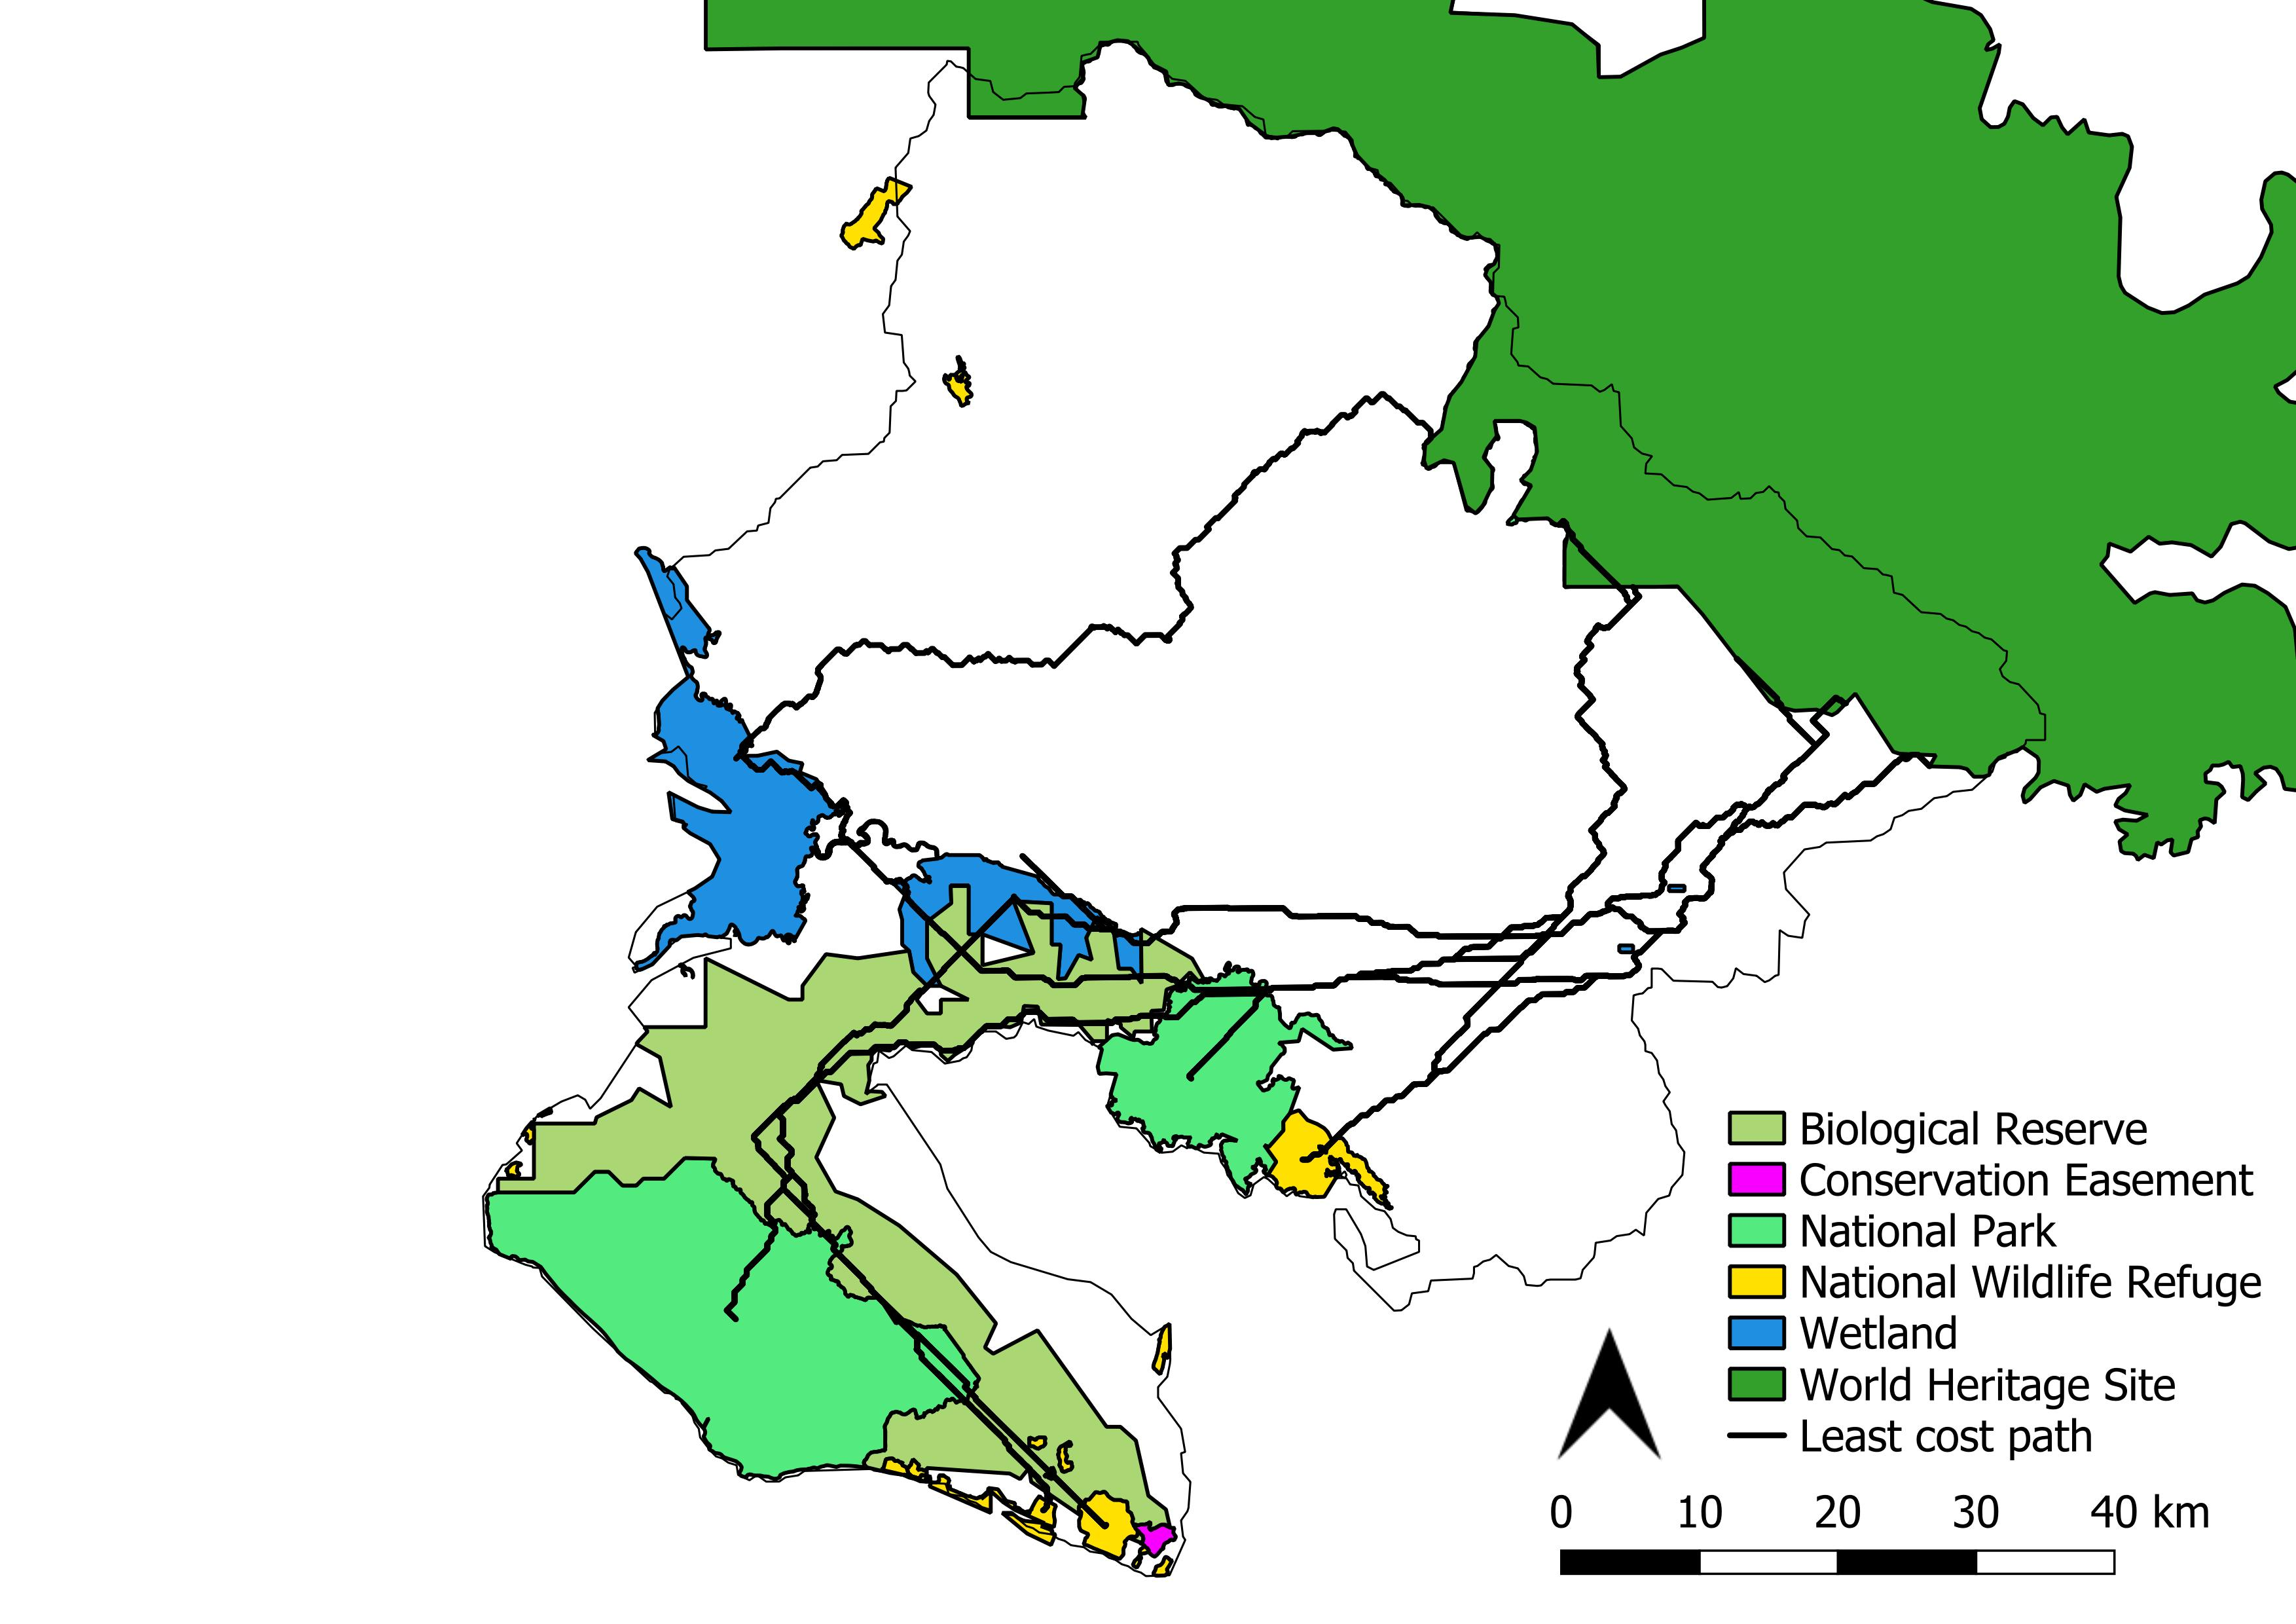 Biological Reserve
Conservation Easement
National Park
National Wildlife Refuge
Wetland
World Heritage Site
Least cost path
0 10 20 30 40 km